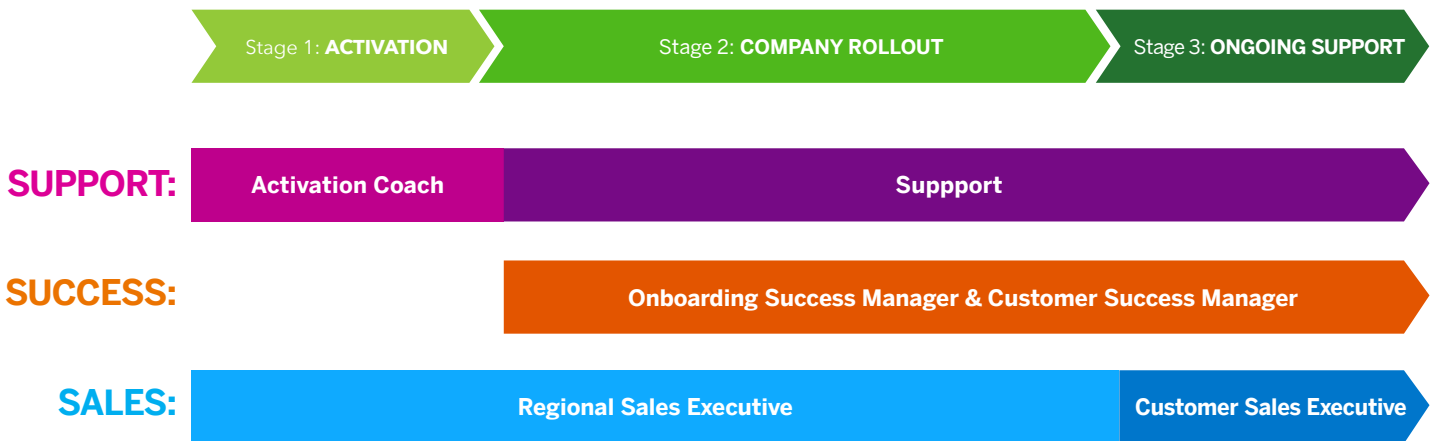 Stage 1: ACTIVATION
Stage 2: COMPANY ROLLOUT
Stage 3: ONGOING SUPPORT
SUPPORT:
Activation Coach
Suppport
SUCCESS:
Onboarding Success Manager & Customer Success Manager
SALES:
Regional Sales Executive
Customer Sales Executive